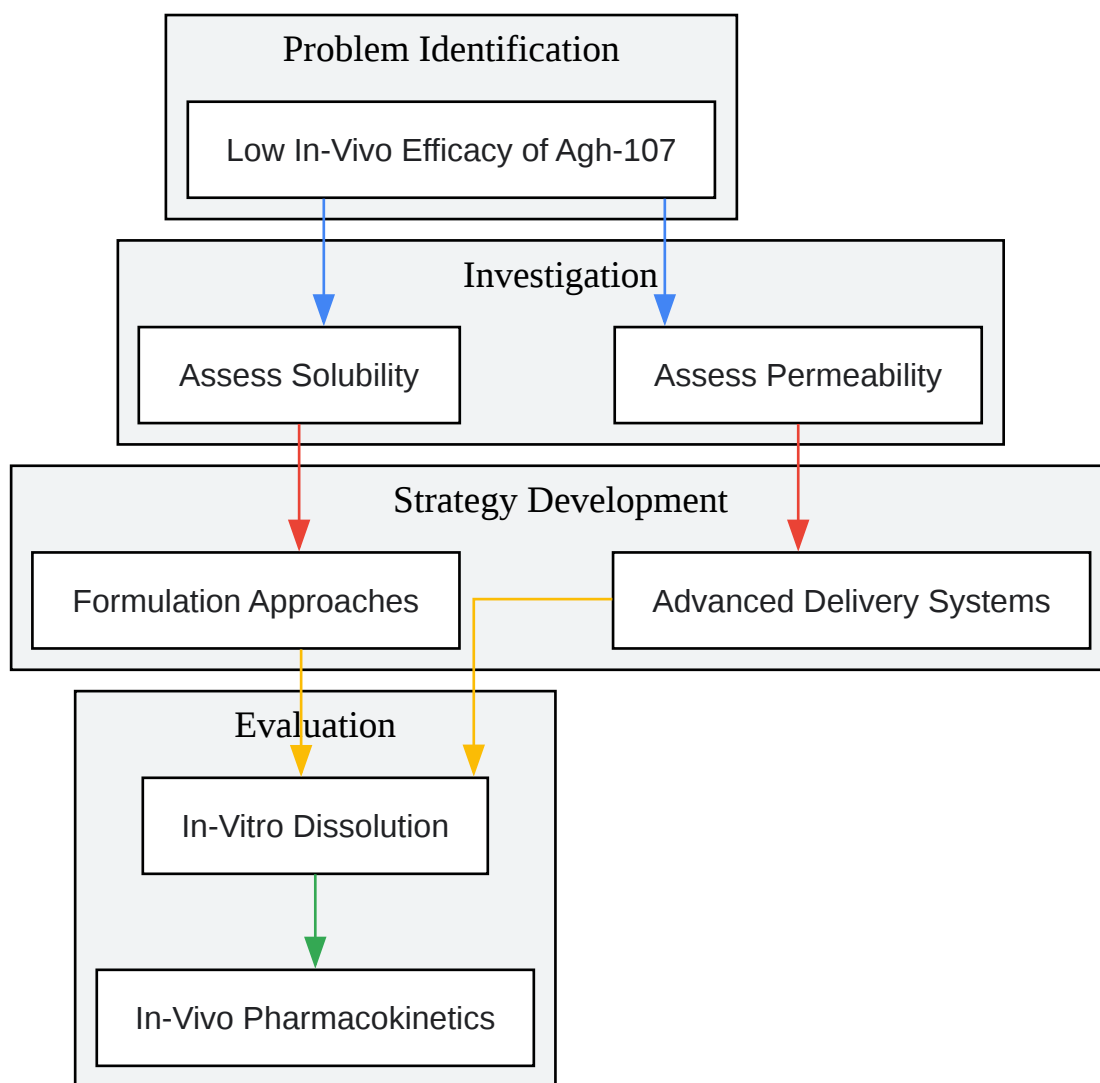 Problem Identification
Low In-Vivo Efficacy of Agh-107
Investigation
Assess Solubility
Assess Permeability
Strategy Development
Formulation Approaches
Advanced Delivery Systems
Evaluation
In-Vitro Dissolution
In-Vivo Pharmacokinetics